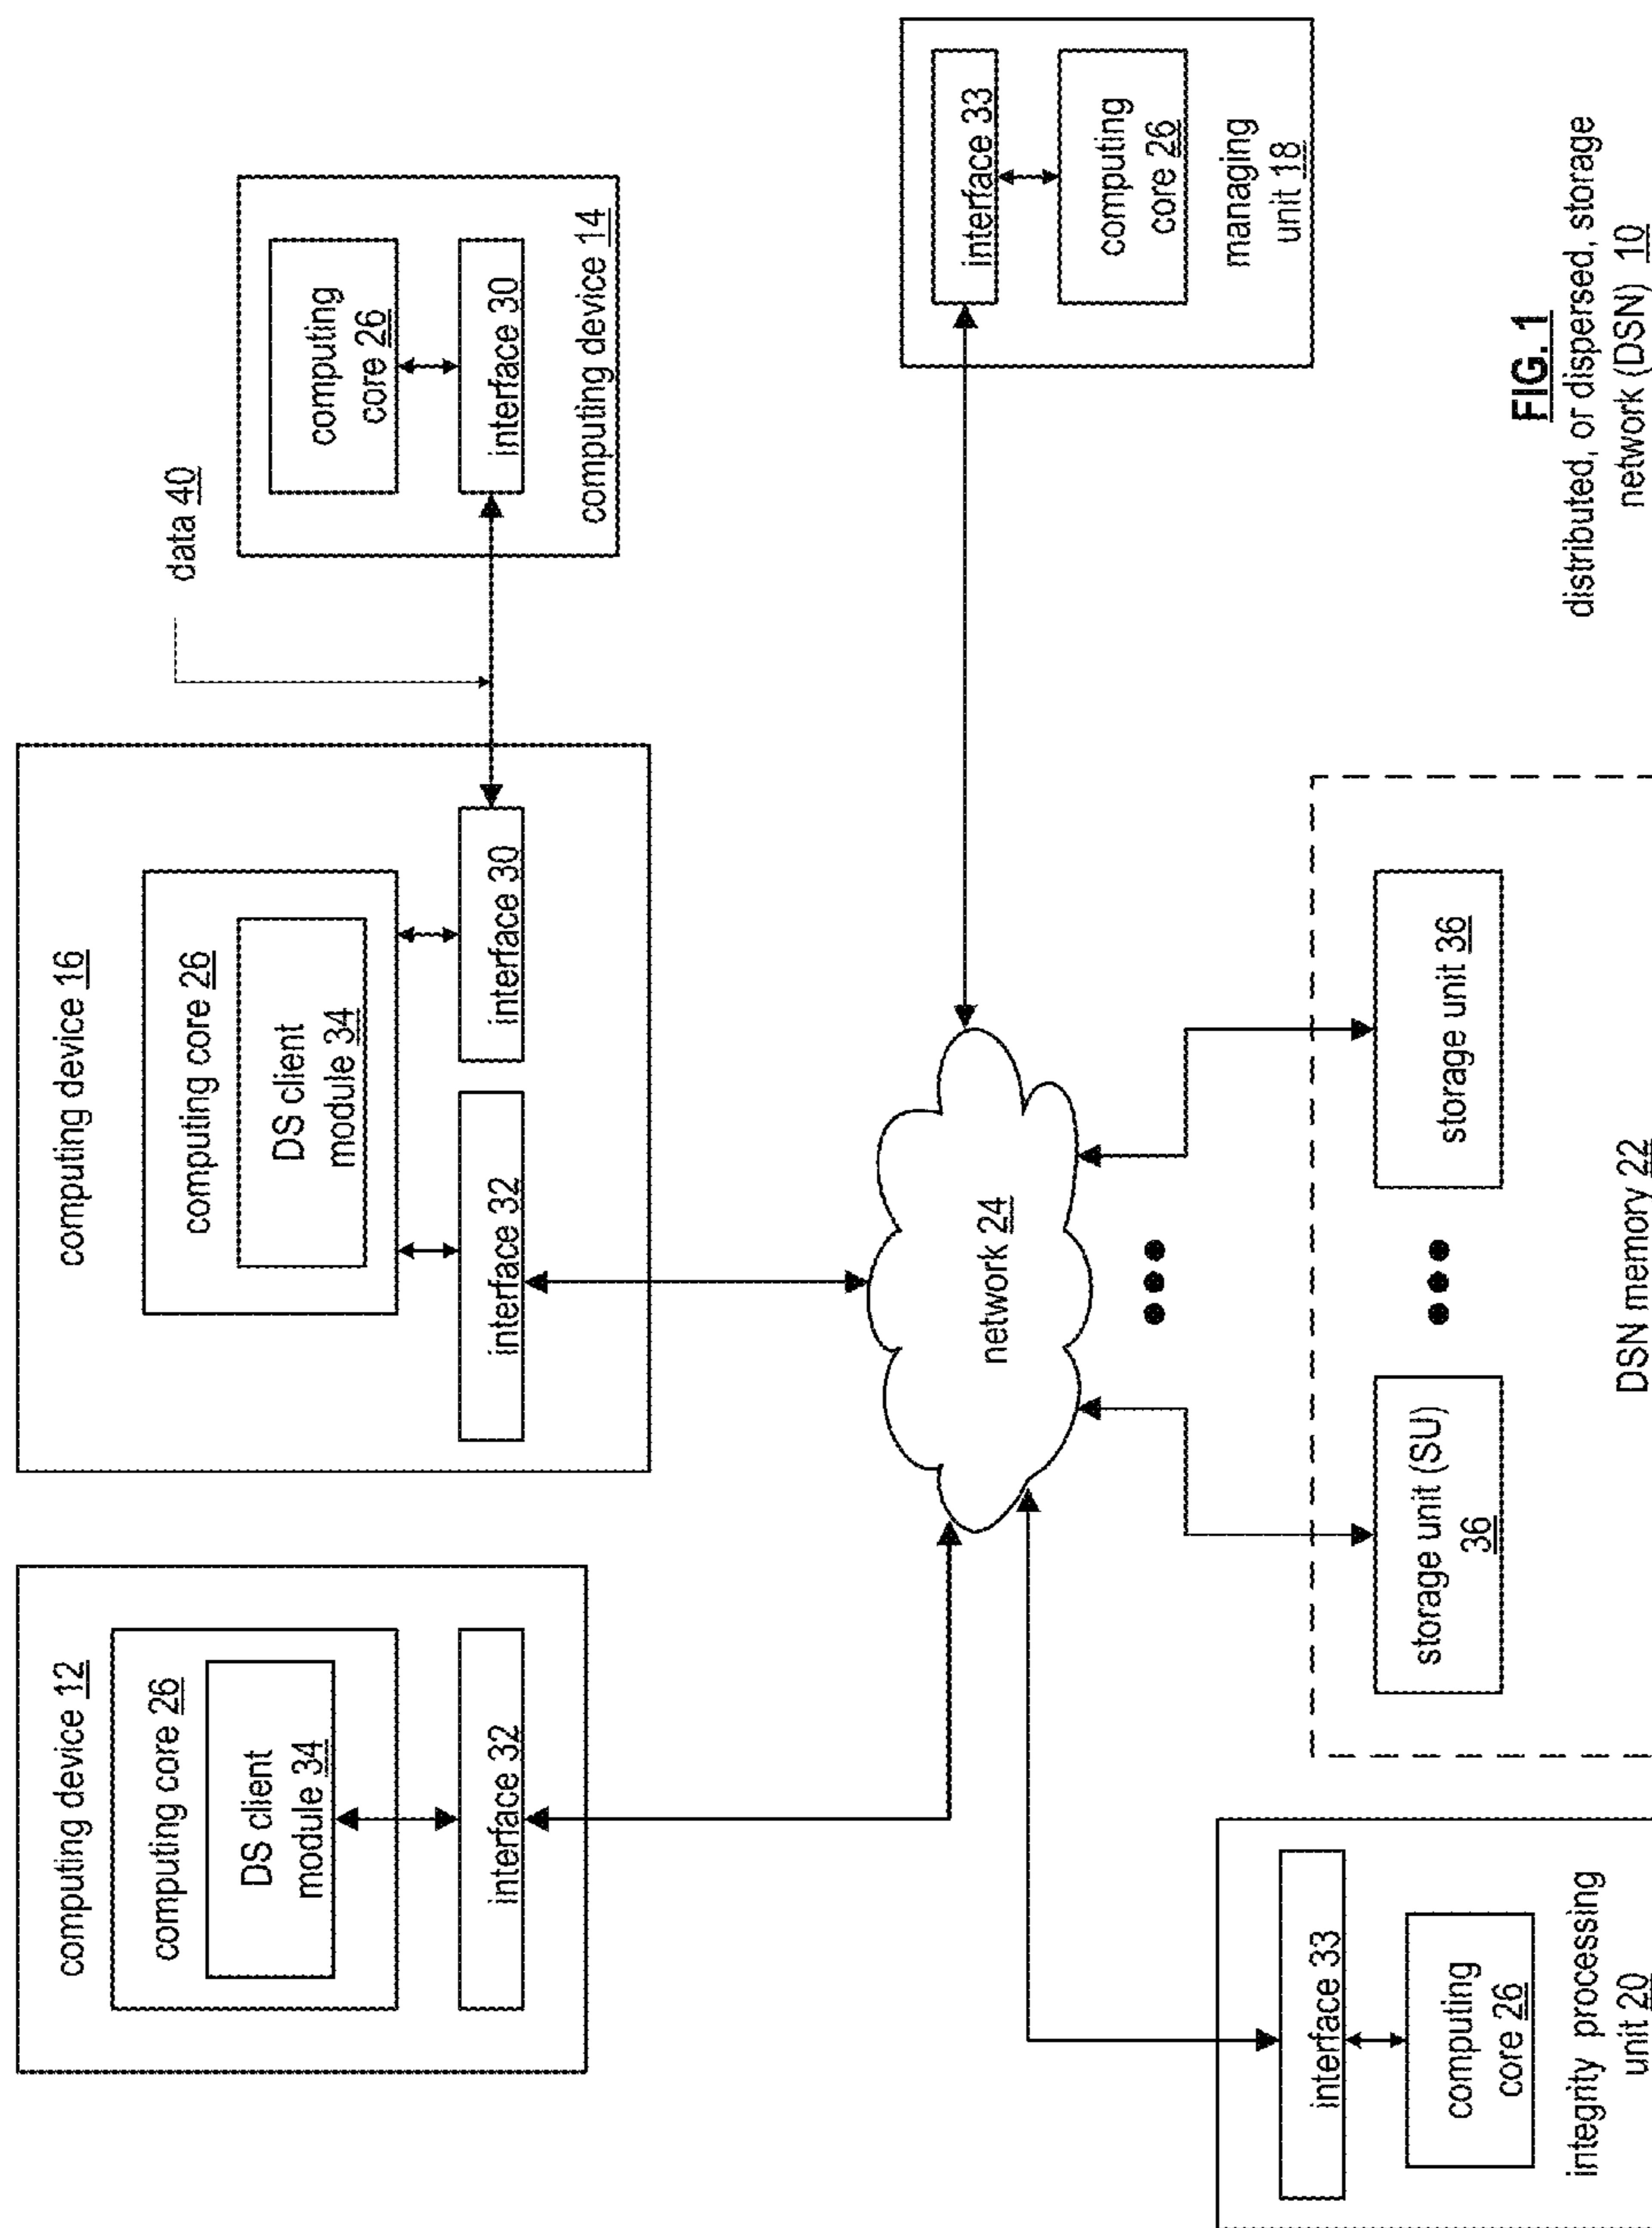 computing device 12
computing core 26
DS client
module 34
interface 32
computing device 16
computing core 26
DS client
module 34
interface 32
interface 30
data 40
computing
core 26
interface 30
computing device 14
network 24
interface 33
computing
core 26
managing
unit 18
interface 33
computing
core 26
integrity processing
unit 20
storage unit (SU)
36
storage unit 36
DSN memory 22
FIG. 1
distributed, or dispersed, storage
network (DSN) 10